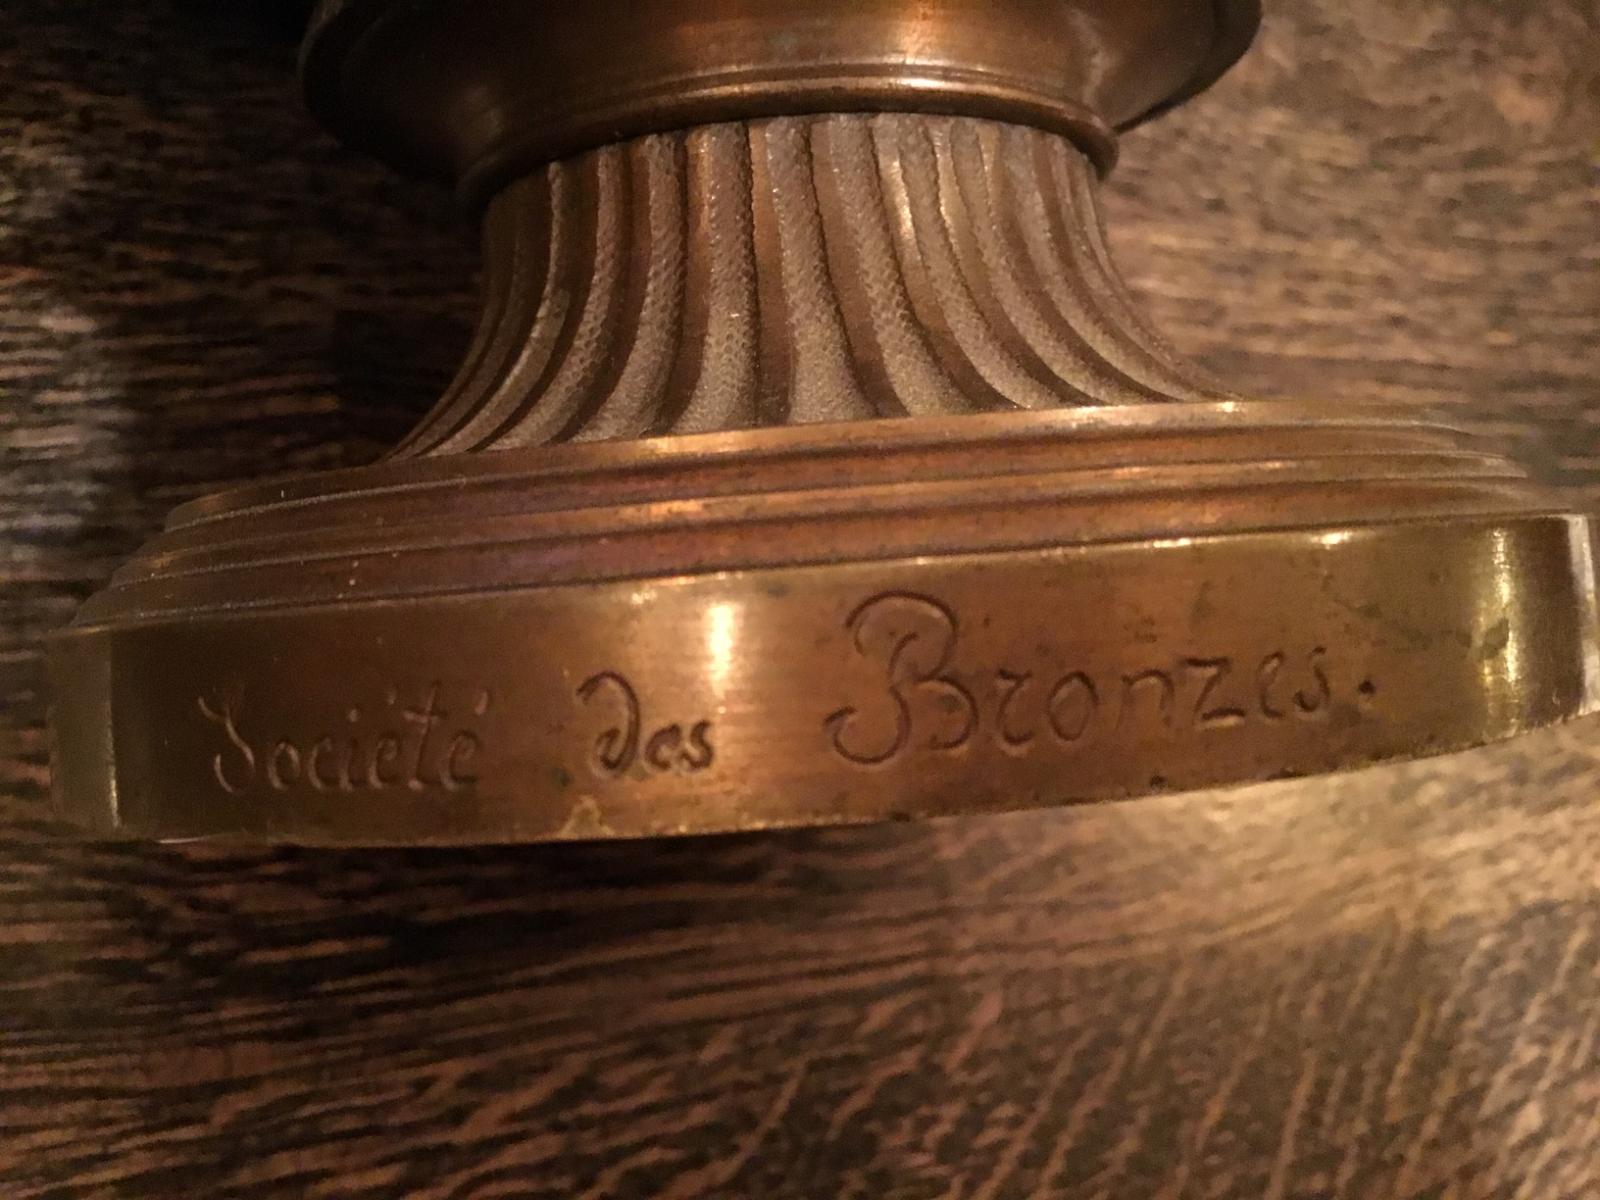 Société des Bronzes.